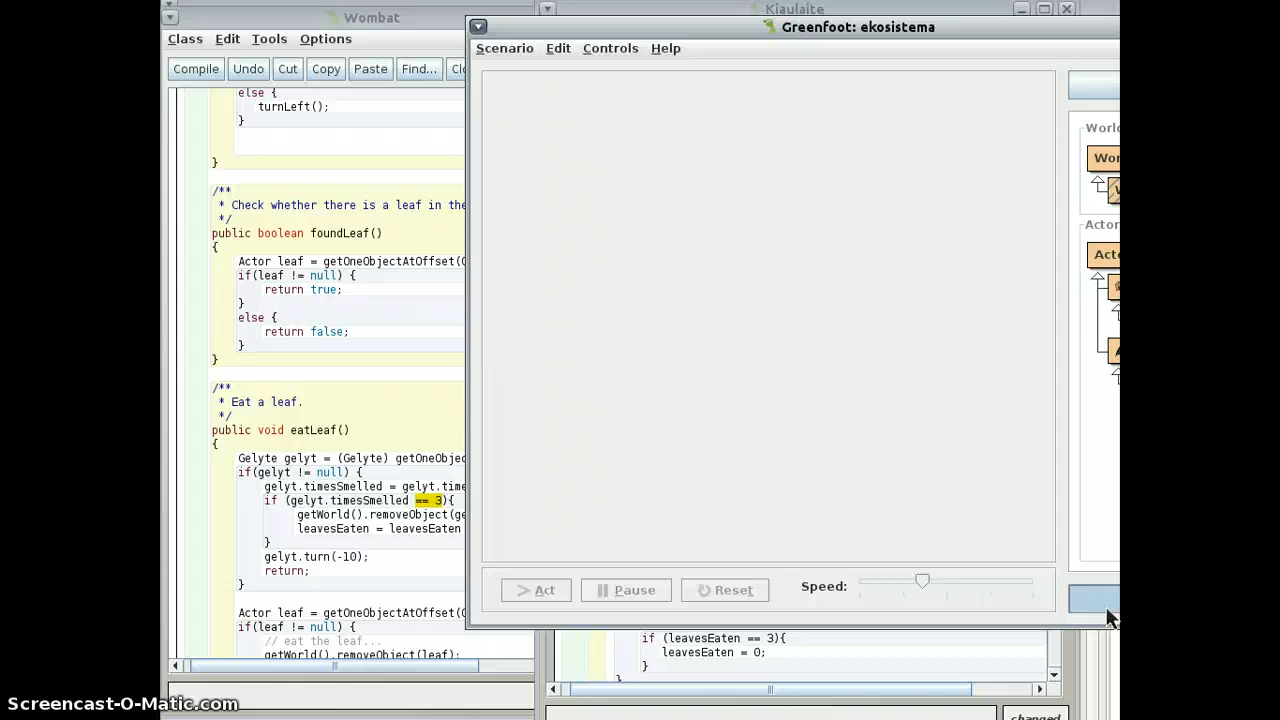 Wombat
Class Edit Tools Options
Compile Undo Cut Copy Paste Find...
else {
turnLeft();
}
}
/**
* Check whether there is a leaf in the
*/
public boolean foundLeaf()
{
Actor leaf = getOneObjectAtOffset(
if(leaf != null) {
return true;
}
else {
return false;
}
}
/**
* Eat a leaf.
*/
public void eatLeaf()
{
Gelyte gelyt = (Gelyte) getOneObjec
if(gelyt != null) {
gelyt.timesSmelled = gelyt.time
if (gelyt.timesSmelled == 3){
getWorld().removeObject(ge
leavesEaten = leavesEaten
}
gelyt.turn(-10);
return;
}
Actor leaf = getOneObjectAtOffset(
if(leaf != null) {
// eat the leaf...
getWorld().removeObject(leaf);
Kiaulaite
Greenfoot: ekosistema
Scenario Edit Controls Help
World
Wor
Actor
Acto
> Act Pause Reset Speed:
if (leavesEaten == 3){
leavesEaten = 0;
}
}
changed
Screencast-O-Matic.com